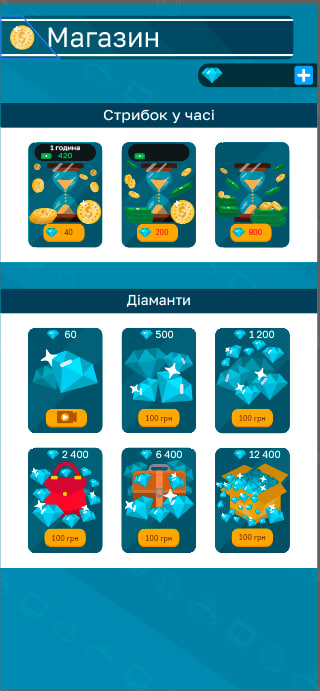 Магазин
Стрибок у часі
1 година
420
40
200
800
Діаманти
60
500
1 200
100 грн
100 грн
2 400
6 400
12 400
100 грн
100 грн
100 грн